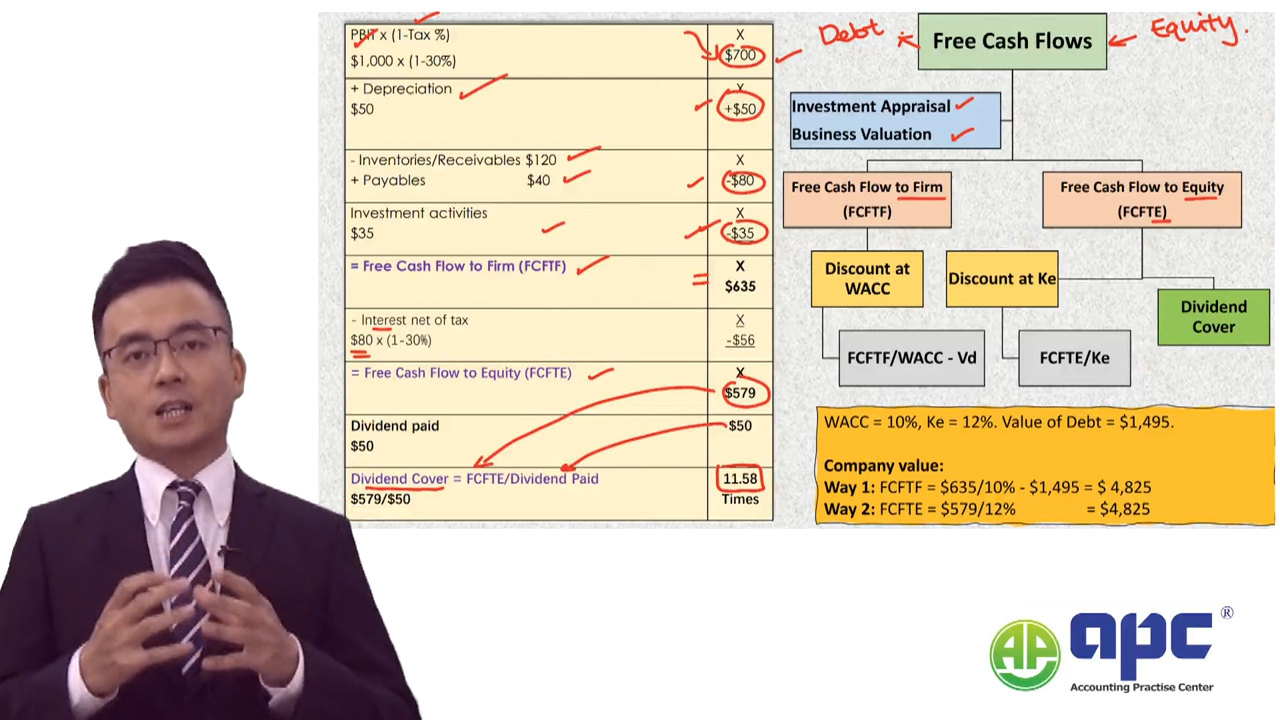 PBIT x (1-Tax %)
X
$1,000 x (1-30%)
$700
+ Depreciation
X
$50
+$50
- Inventories/Receivables $120
X
+ Payables $40
-$80
Investment activities
X
$35
-$35
= Free Cash Flow to Firm (FCFTF)
X
= $635
- Interest net of tax
X
$80 x (1-30%)
-$56
= Free Cash Flow to Equity (FCFTE)
X
$579
Dividend paid
$50
$50
Dividend Cover = FCFTE/Dividend Paid
11.58
$579/$50
Times
Debt
Free Cash Flows
Equity.
Investment Appraisal
Business Valuation
Free Cash Flow to Firm
(FCFTF)
Free Cash Flow to Equity
(FCFTE)
Discount at
WACC
Discount at Ke
Dividend
Cover
FCFTF/WACC - Vd
FCFTE/Ke
WACC = 10%, Ke = 12%. Value of Debt = $1,495.
Company value:
Way 1: FCFTF = $635/10% - $1,495 = $ 4,825
Way 2: FCFTE = $579/12% = $4,825
AP
apc®
Accounting Practise Center